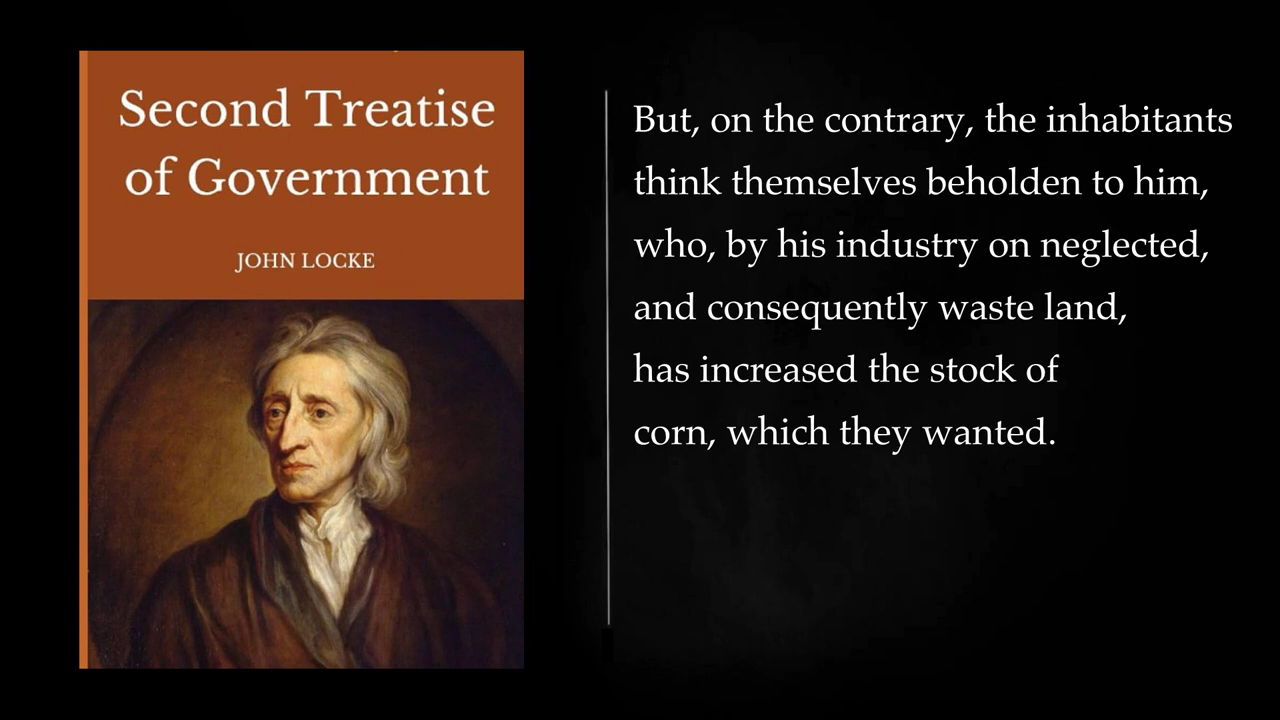 Second Treatise
of Government
JOHN LOCKE
But, on the contrary, the inhabitants
think themselves beholden to him,
who, by his industry on neglected,
and consequently waste land,
has increased the stock of
corn, which they wanted.